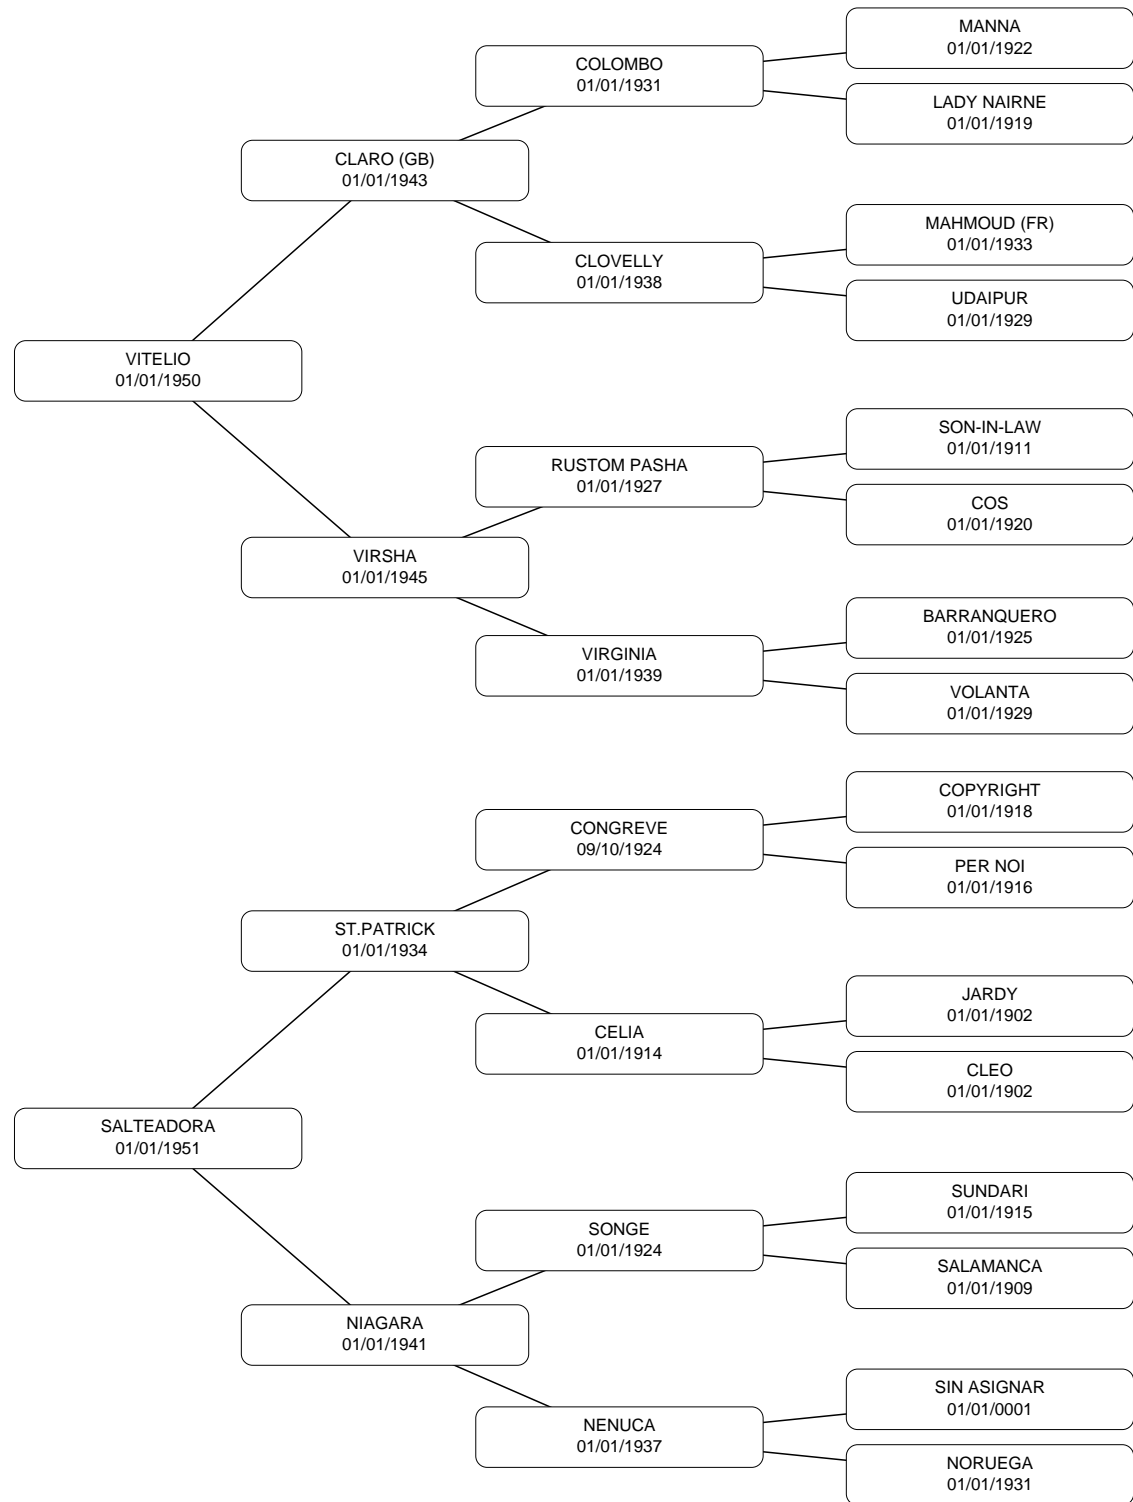 MANNA
01/01/1922
COLOMBO
01/01/1931
LADY NAIRNE
01/01/1919
CLARO (GB)
01/01/1943
MAHMOUD (FR)
01/01/1933
CLOVELLY
01/01/1938
UDAIPUR
01/01/1929
VITELIO
01/01/1950
SON-IN-LAW
01/01/1911
RUSTOM PASHA
01/01/1927
COS
01/01/1920
VIRSHA
01/01/1945
BARRANQUERO
01/01/1925
VIRGINIA
01/01/1939
VOLANTA
01/01/1929
COPYRIGHT
01/01/1918
CONGREVE
09/10/1924
PER NOI
01/01/1916
ST.PATRICK
01/01/1934
JARDY
01/01/1902
CELIA
01/01/1914
CLEO
01/01/1902
SALTEADORA
01/01/1951
SUNDARI
01/01/1915
SONGE
01/01/1924
SALAMANCA
01/01/1909
NIAGARA
01/01/1941
SIN ASIGNAR
01/01/0001
NENUCA
01/01/1937
NORUEGA
01/01/1931